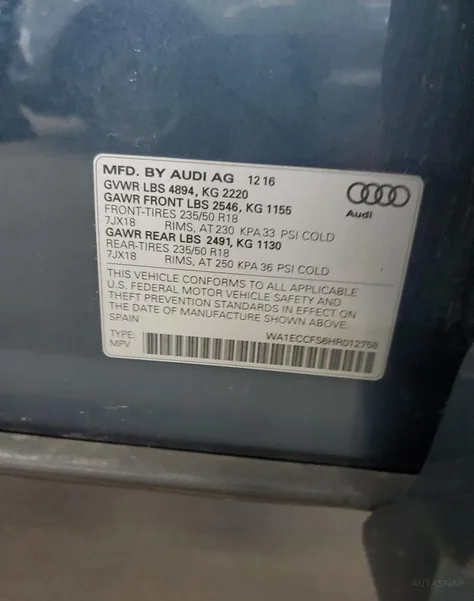 MFD. BY AUDI AG 12 16
GVWR LBS 4894, KG 2220
GAWR FRONT LBS 2546, KG 1155
FRONT-TIRES 235/50 R18
7JX18 RIMS, AT 230 KPA 33 PSI COLD
GAWR REAR LBS 2491, KG 1130
REAR-TIRES 235/50 R18
7JX18 RIMS, AT 250 KPA 36 PSI COLD
Audi
THIS VEHICLE CONFORMS TO ALL APPLICABLE
U.S. FEDERAL MOTOR VEHICLE SAFETY AND
THEFT PREVENTION STANDARDS IN EFFECT ON
THE DATE OF MANUFACTURE SHOWN ABOVE.
SPAIN
WA1ECCFS6HR012758
TYPE:
MPV
AUTASNAP